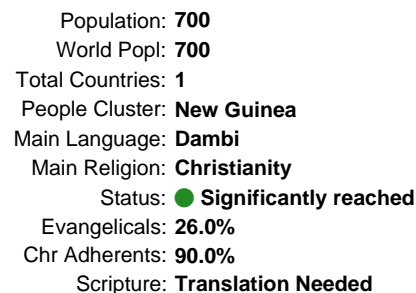 Population: 700
World Popl: 700
Total Countries: 1
People Cluster: New Guinea
Main Language: Dambi
Main Religion: Christianity
Status: Significantly reached
Evangelicals: 26.0%
Chr Adherents: 90.0%
Scripture: Translation Needed